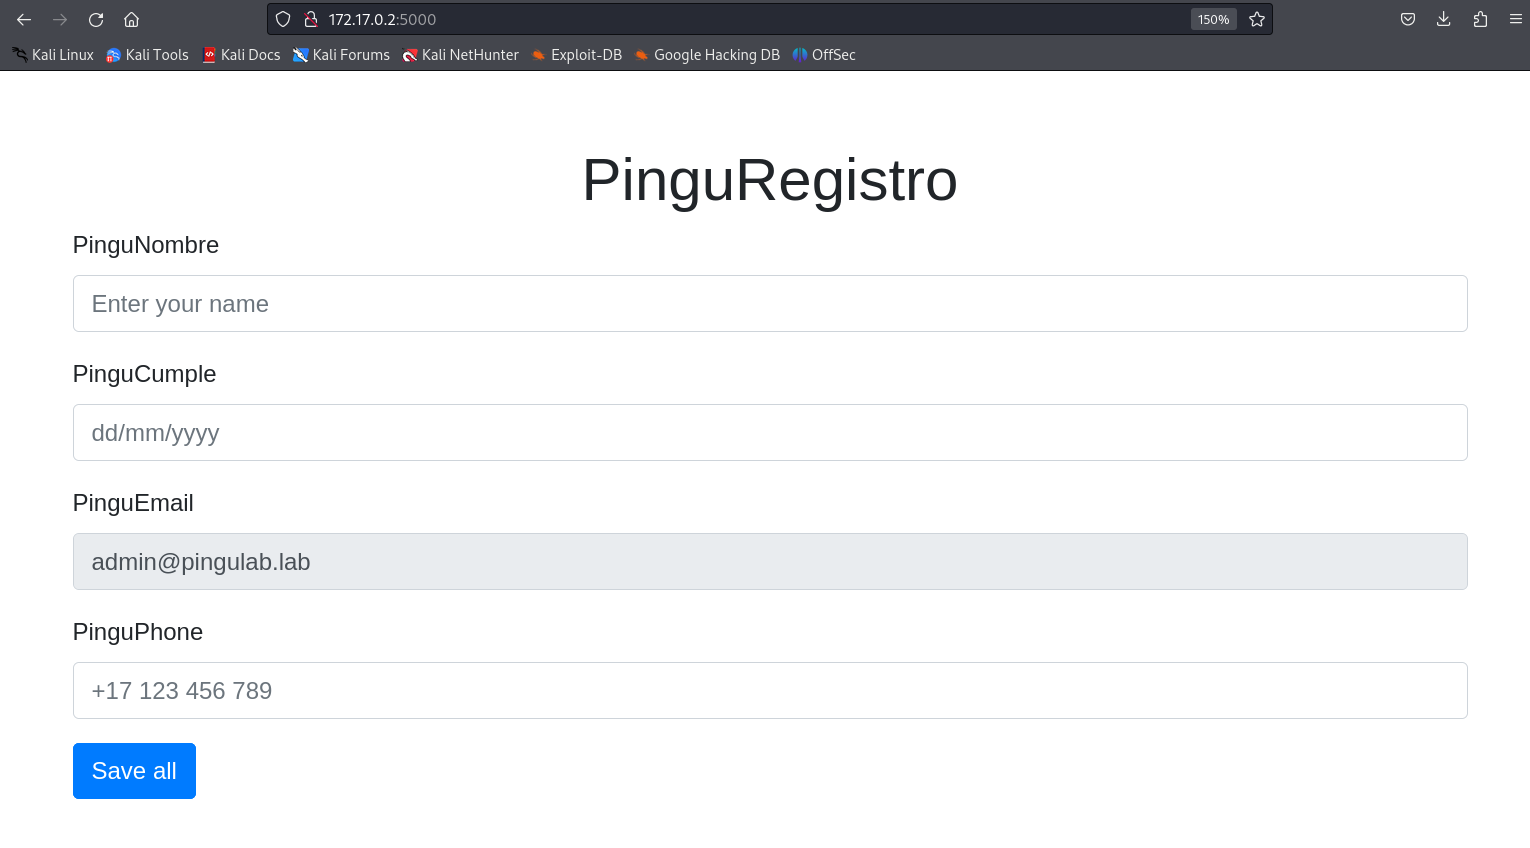 172.17.0.2:5000 150%
Kali Linux Kali Tools Kali Docs Kali Forums Kali NetHunter Exploit-DB Google Hacking DB OffSec
PinguRegistro
PinguNombre
Enter your name
PinguCumple
dd/mm/yyyy
PinguEmail
admin@pingulab.lab
PinguPhone
+17 123 456 789
Save all